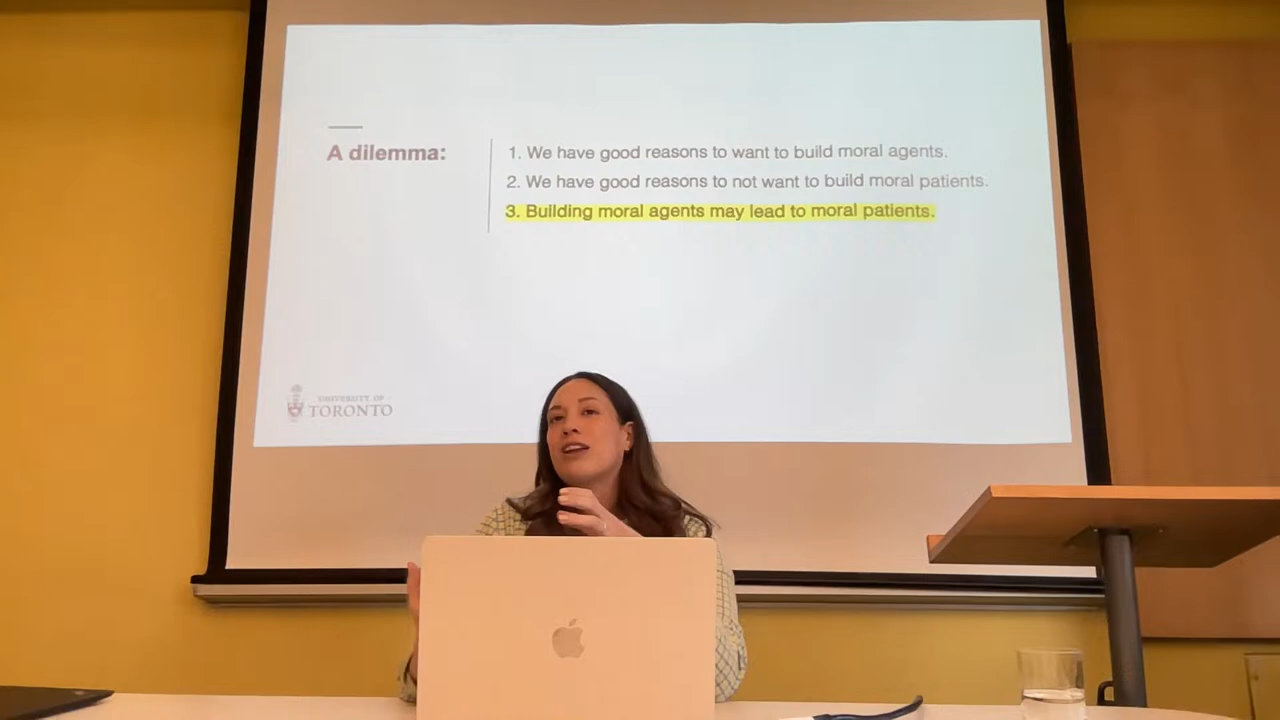 A dilemma:
1. We have good reasons to want to build moral agents.
2. We have good reasons to not want to build moral patients.
3. Building moral agents may lead to moral patients.
UNIVERSITY OF
TORONTO